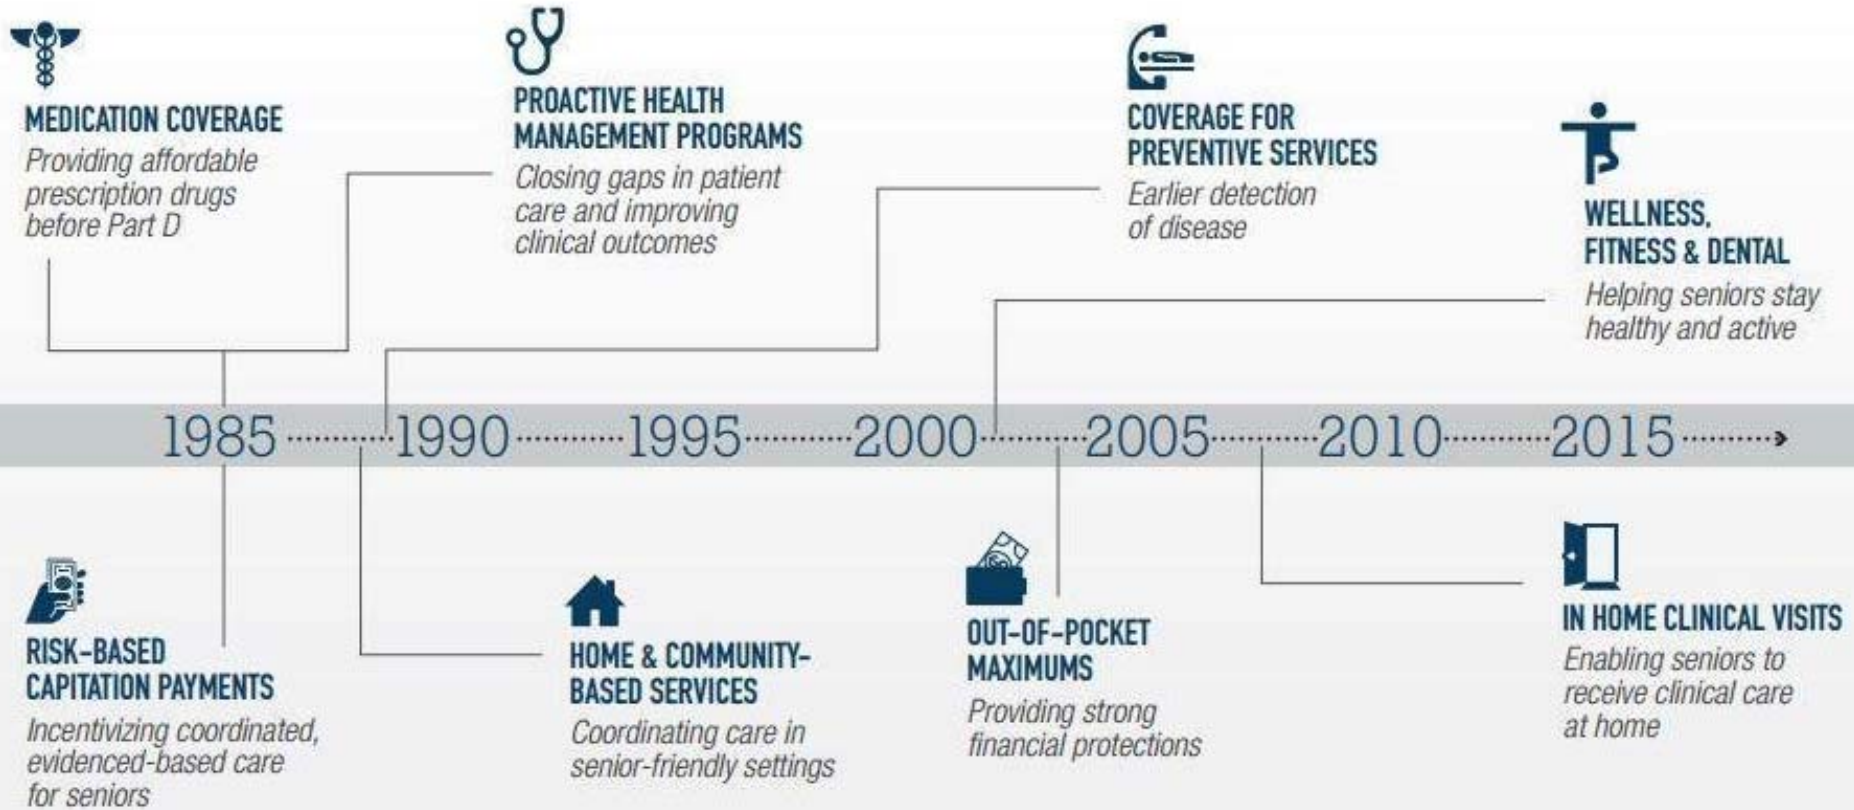 MEDICATION COVERAGE
Providing affordable
prescription drugs
before Part D
PROACTIVE HEALTH
MANAGEMENT PROGRAMS
Closing gaps in patient
care and improving
clinical outcomes
COVERAGE FOR
PREVENTIVE SERVICES
Earlier detection
of disease
WELLNESS,
FITNESS & DENTAL
Helping seniors stay
healthy and active
1985 1990 1995 2000 2005 2010 2015
RISK-BASED
CAPITATION PAYMENTS
Incentivizing coordinated,
evidenced-based care
for seniors
HOME & COMMUNITY-
BASED SERVICES
Coordinating care in
senior-friendly settings
OUT-OF-POCKET
MAXIMUMS
Providing strong
financial protections
IN HOME CLINICAL VISITS
Enabling seniors to
receive clinical care
at home